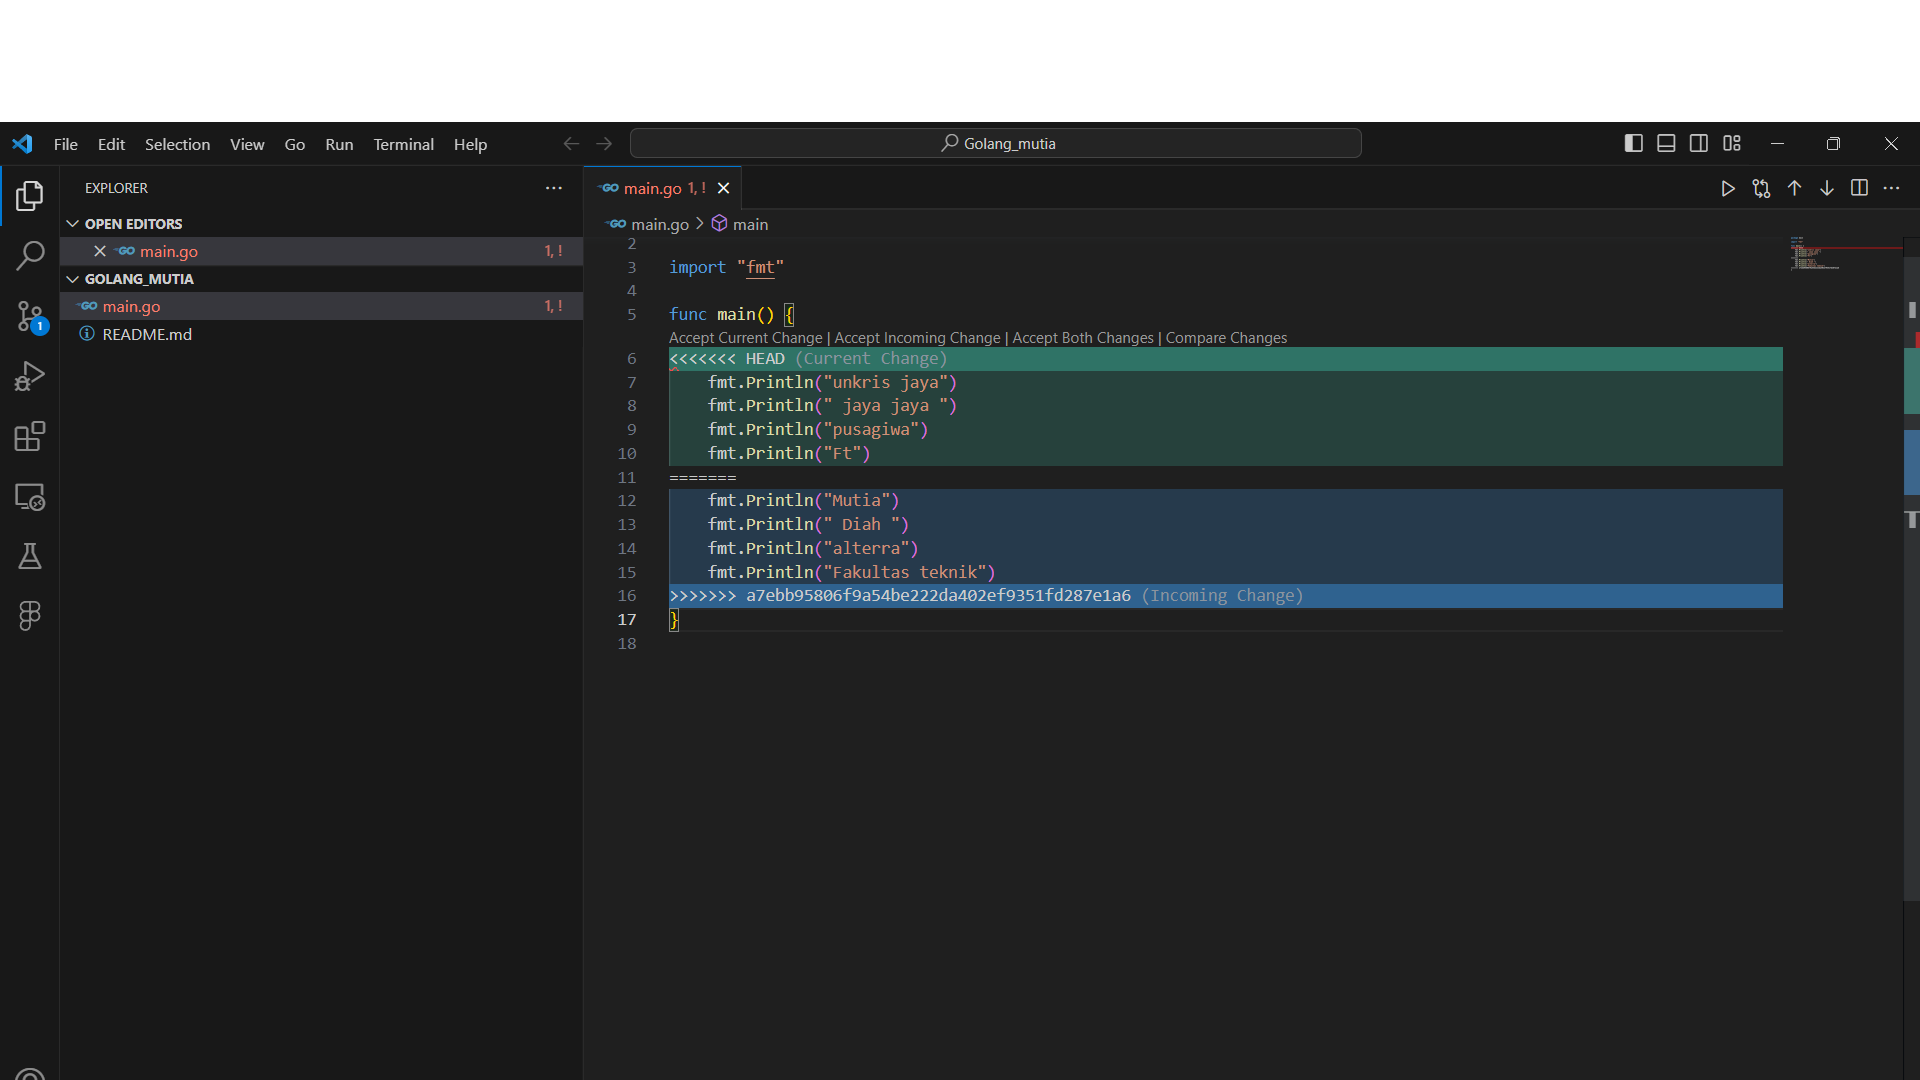 File Edit Selection View Go Run Terminal Help
Golang_mutia
EXPLORER
OPEN EDITORS
main.go 1, !
GOLANG_MUTIA
main.go 1, !
README.md
1
main.go 1, !
main.go > main
2
3 import "fmt"
4
5 func main() {
Accept Current Change | Accept Incoming Change | Accept Both Changes | Compare Changes
6 <<<<<<< HEAD (Current Change)
7 fmt.Println("unkris jaya")
8 fmt.Println(" jaya jaya ")
9 fmt.Println("pusagiwa")
10 fmt.Println("Ft")
11 =======
12 fmt.Println("Mutia")
13 fmt.Println(" Diah ")
14 fmt.Println("alterra")
15 fmt.Println("Fakultas teknik")
16 >>>>>>> a7ebb95806f9a54be222da402ef9351fd287e1a6 (Incoming Change)
17 }
18